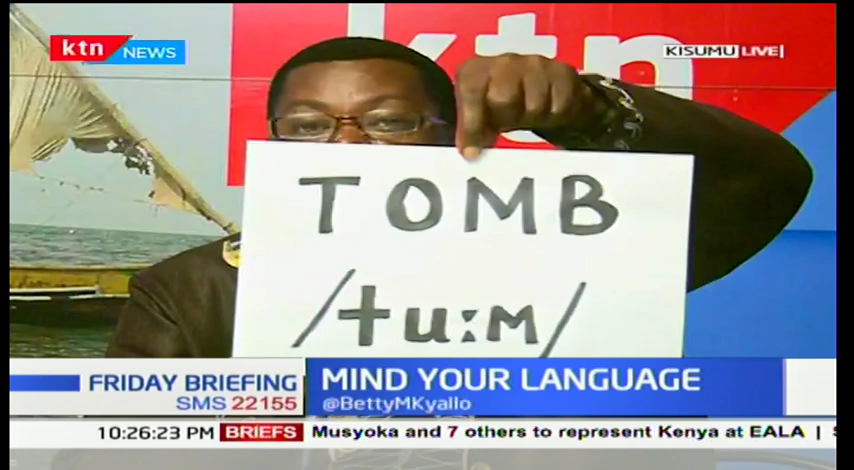 ktn NEWS
ktn
KISUMU LIVE
TOMB
/tu:m/
FRIDAY BRIEFING
SMS 22155
MIND YOUR LANGUAGE
@BettyMKyallo
10:26:23 PM BRIEFS Musyoka and 7 others to represent Kenya at EALA |